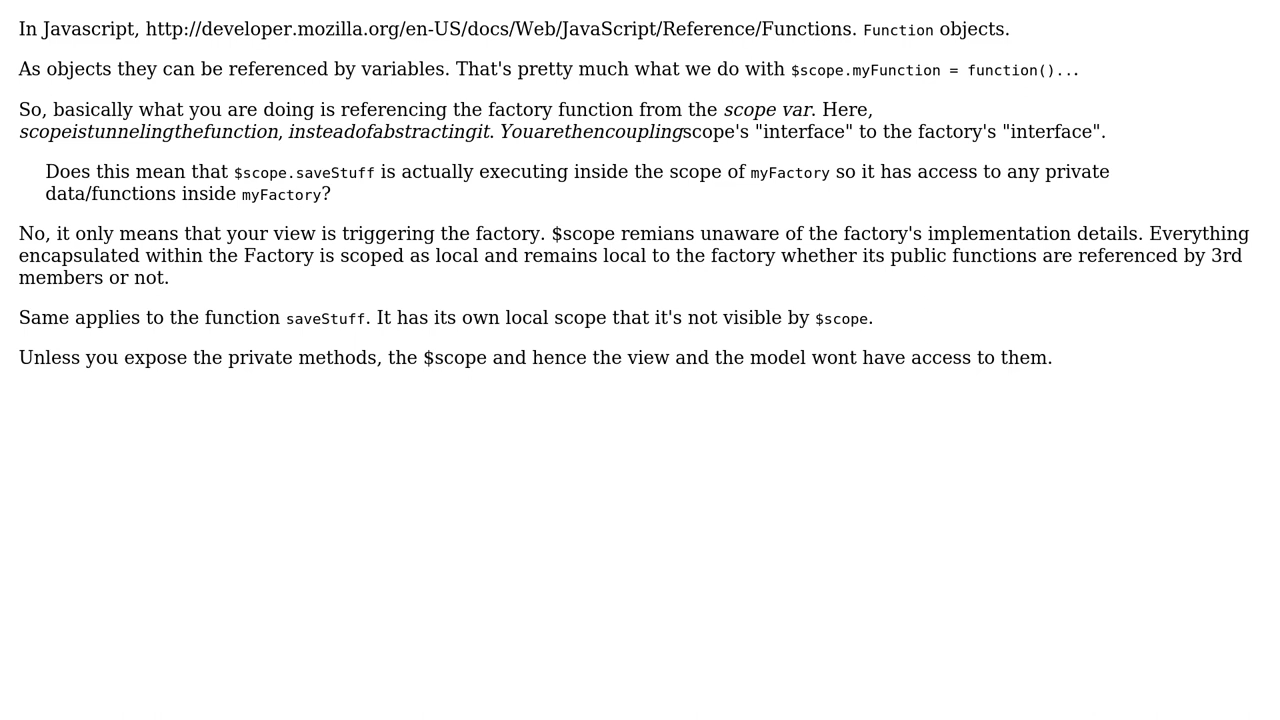 In Javascript, http://developer.mozilla.org/en-US/docs/Web/JavaScript/Reference/Functions. Function objects.
As objects they can be referenced by variables. That's pretty much what we do with $scope.myFunction = function()...
So, basically what you are doing is referencing the factory function from the scope var. Here,
scopeistunnelingthefunction, insteadofabstractingit. Youarethencouplingscope's "interface" to the factory's "interface".
Does this mean that $scope.saveStuff is actually executing inside the scope of myFactory so it has access to any private
data/functions inside myFactory?
No, it only means that your view is triggering the factory. $scope remians unaware of the factory's implementation details. Everything
encapsulated within the Factory is scoped as local and remains local to the factory whether its public functions are referenced by 3rd
members or not.
Same applies to the function saveStuff. It has its own local scope that it's not visible by $scope.
Unless you expose the private methods, the $scope and hence the view and the model wont have access to them.